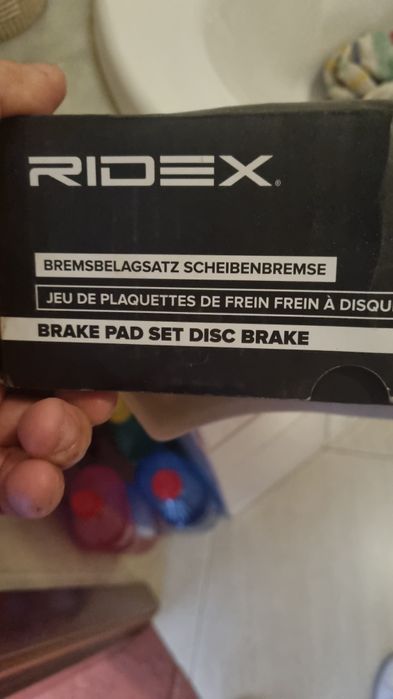 RIDEX®
BREMSBELAGSATZ SCHEIBENBREMSE
JEU DE PLAQUETTES DE FREIN FREIN À DISQU
BRAKE PAD SET DISC BRAKE